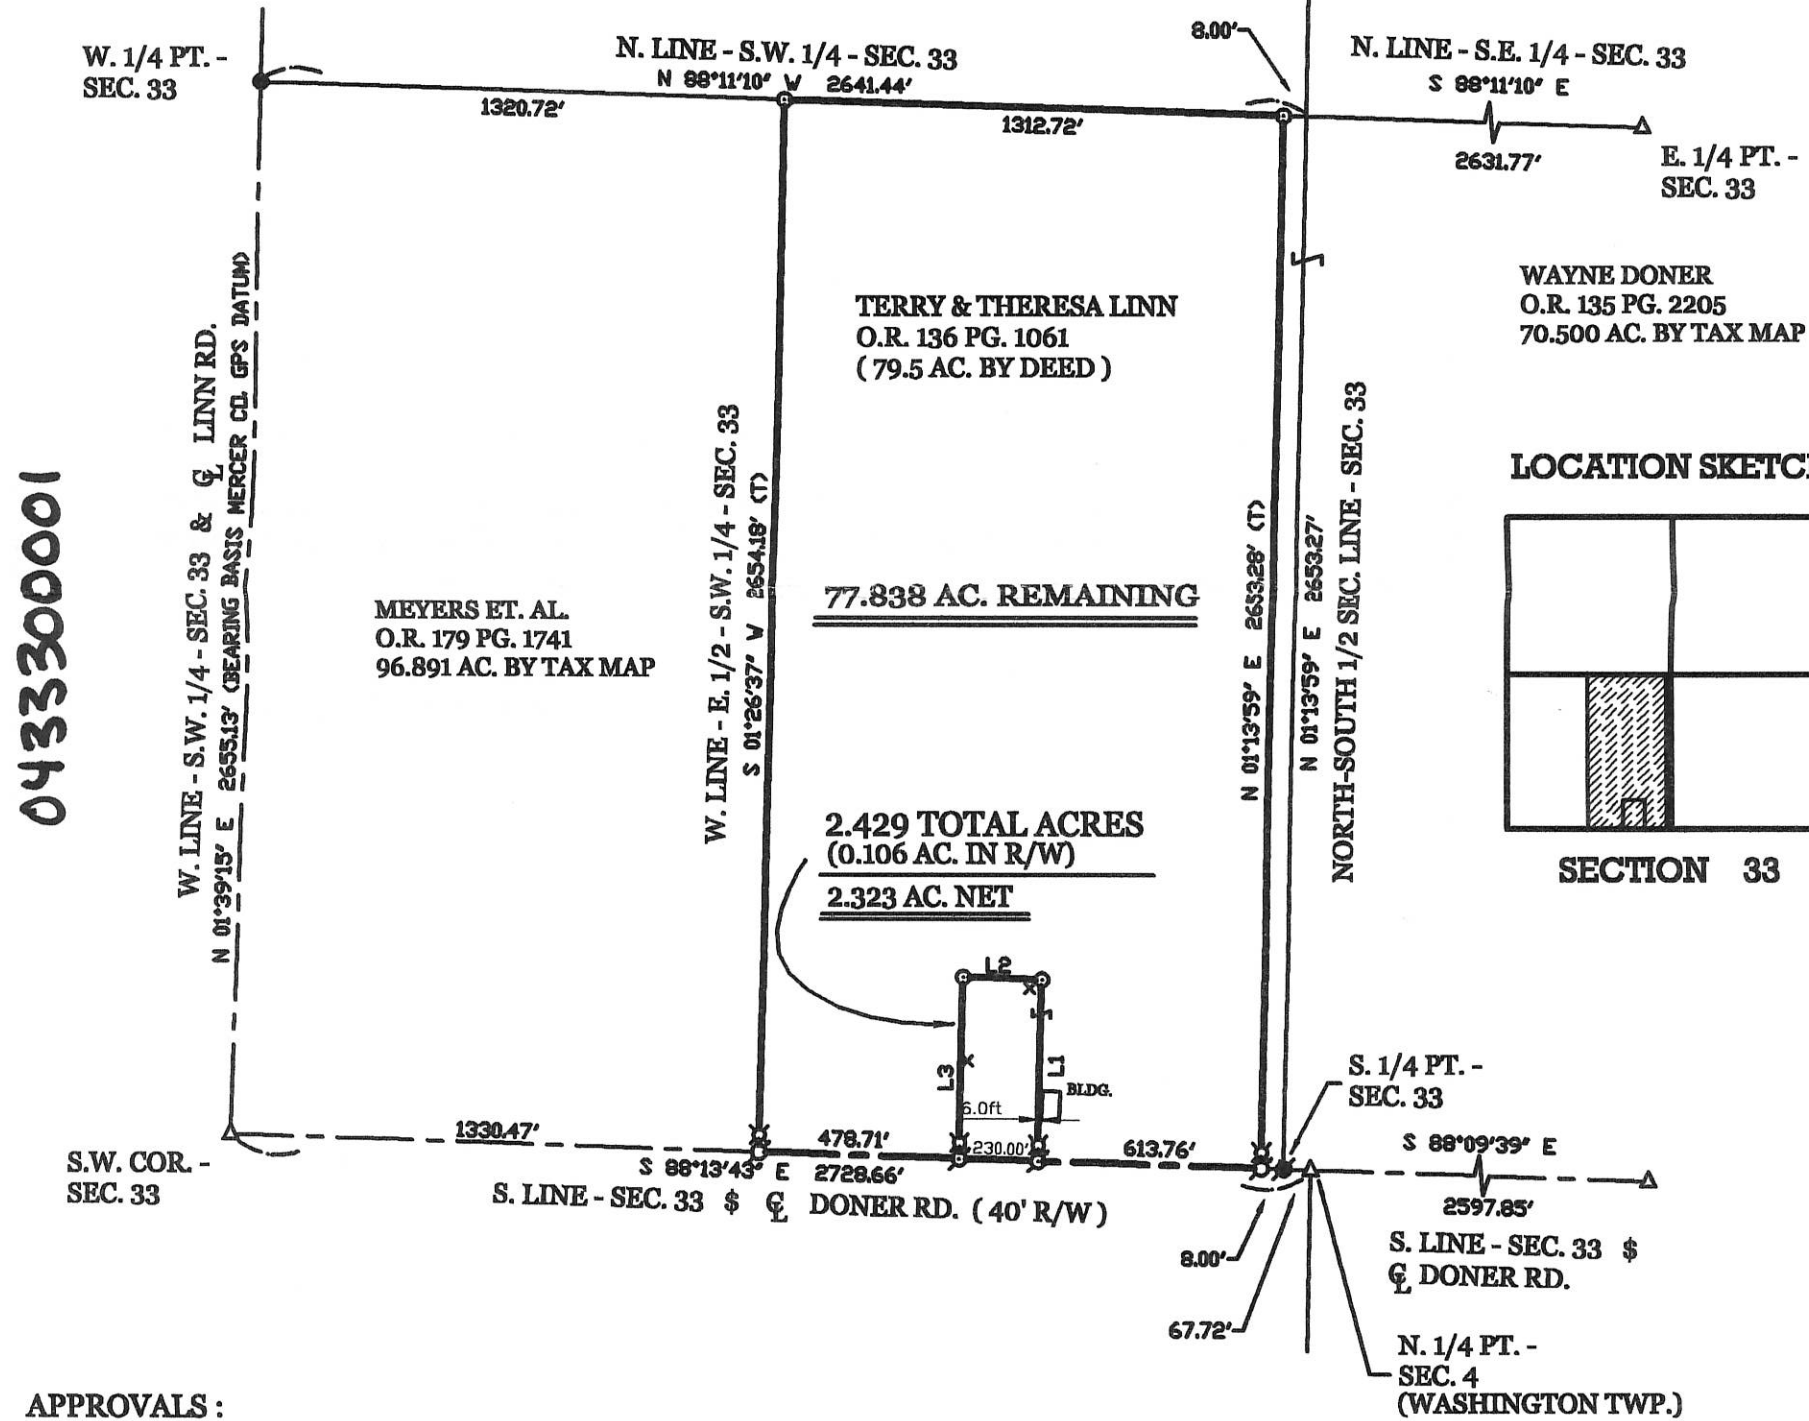 W. 1/4 PT. -
SEC. 33
N. LINE - S.W. 1/4 - SEC. 33
N 88°11'10" W 2641.44'
1320.72'
1312.72'
8.00'
N. LINE - S.E. 1/4 - SEC. 33
S 88°11'10" E
2631.77'
E. 1/4 PT. -
SEC. 33
WAYNE DONER
O.R. 135 PG. 2205
70.500 AC. BY TAX MAP
TERRY & THERESA LINN
O.R. 136 PG. 1061
( 79.5 AC. BY DEED )
0433300001
W. LINE - S.W. 1/4 - SEC. 33 & ℄ LINN RD.
N 01°39'15" E 2655.13' (BEARING BASIS MERCER CO. GPS DATUM)
MEYERS ET. AL.
O.R. 179 PG. 1741
96.891 AC. BY TAX MAP
W. LINE - E. 1/2 - S.W. 1/4 - SEC. 33
S 01°26'37" W 2654.18' (T)
77.838 AC. REMAINING
N 01°13'59" E 2653.28' (T)
N 01°13'59" E 2653.27'
NORTH-SOUTH 1/2 SEC. LINE - SEC. 33
LOCATION SKETC
SECTION 33
2.429 TOTAL ACRES
(0.106 AC. IN R/W)
2.323 AC. NET
L2
L3
L1
BLDG.
6.0ft
S. 1/4 PT. -
SEC. 33
S.W. COR. -
SEC. 33
1330.47'
478.71'
230.00'
613.76'
S 88°13'43" E 2728.66'
S. LINE - SEC. 33 $ ℄ DONER RD. ( 40' R/W )
S 88°09'39" E
2597.85'
S. LINE - SEC. 33 $
℄ DONER RD.
8.00'
67.72'
N. 1/4 PT. -
SEC. 4
(WASHINGTON TWP.)
APPROVALS :